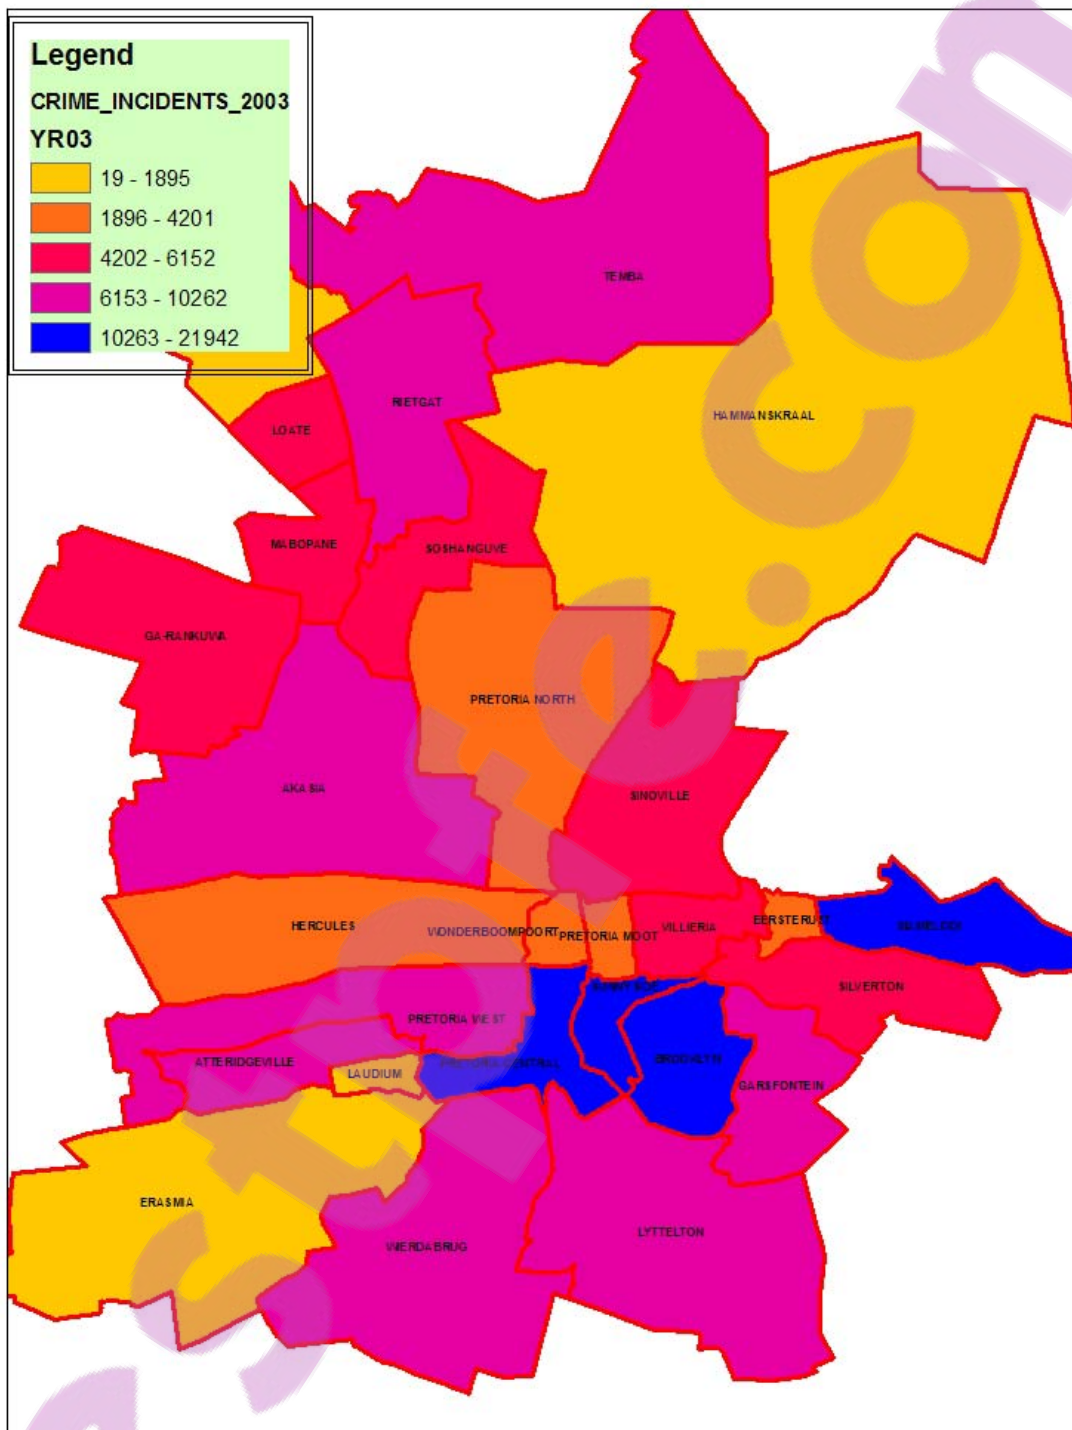 Legend
CRIME_INCIDENTS_2003
YR03
19 - 1895
1896 - 4201
4202 - 6152
6153 - 10262
10263 - 21942
TEMBA
RIETGAT
HAMMANSKRAAL
LOATE
MABOPANE
SOSHANGUVE
GA-RANKUWA
PRETORIA NORTH
AKASIA
SINOVILLE
HERCULES
WONDERBOOMPOORT
PRETORIA MOOT
VILLIERIA
EERSTERUST
SILVERTON
PRETORIA WEST
BROOKLYN
PRETORIA CENTRAL
ATTERIDGEVILLE
LAUDIUM
GARSFONTEIN
ERASMIA
WIERDABRUG
LYTTELTON